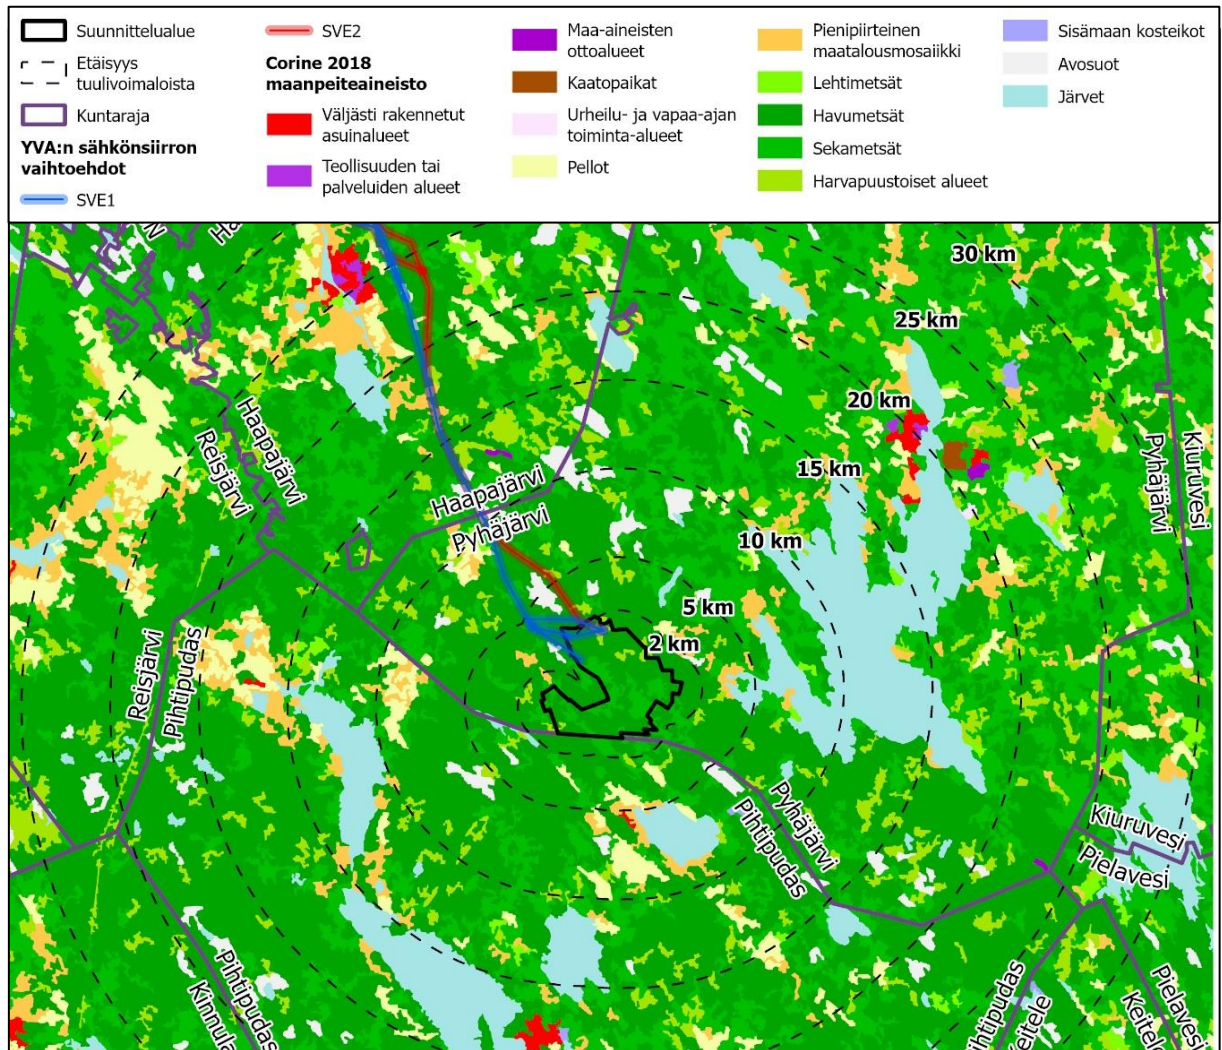 Suunnittelualue
Etäisyys
tuulivoimaloista
Kuntaraja
YVA:n sähkönsiirron
vaihtoehdot
SVE1
SVE2
Corine 2018
maanpeiteaineisto
Väljästi rakennetut
asuinalueet
Teollisuuden tai
palveluiden alueet
Maa-aineisten
ottoalueet
Kaatopaikat
Urheilu- ja vapaa-ajan
toiminta-alueet
Pellot
Pienipiirteinen
maatalousmosaiikki
Lehtimetsät
Havumetsät
Sekametsät
Harvapuustoiset alueet
Sisämaan kosteikot
Avosuot
Järvet
30 km
25 km
20 km
15 km
10 km
5 km
2 km
Haapajärvi
Reisjärvi
Haapajärvi
Pyhäjärvi
Kiuruvesi
Pyhäjärvi
Reisjärvi
Pihtipudas
Pyhäjärvi
Pihtipudas
Kiuruvesi
Pielavesi
Pihtipudas
Kinnula
Pielavesi